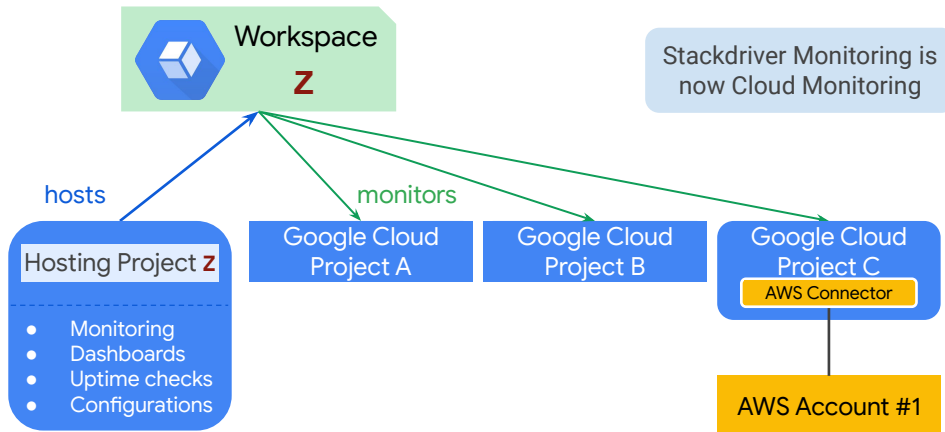 Workspace
Z
Stackdriver Monitoring is
now Cloud Monitoring
hosts
monitors
Hosting Project Z
● Monitoring
● Dashboards
● Uptime checks
● Configurations
Google Cloud
Project A
Google Cloud
Project B
Google Cloud
Project C
AWS Connector
AWS Account #1